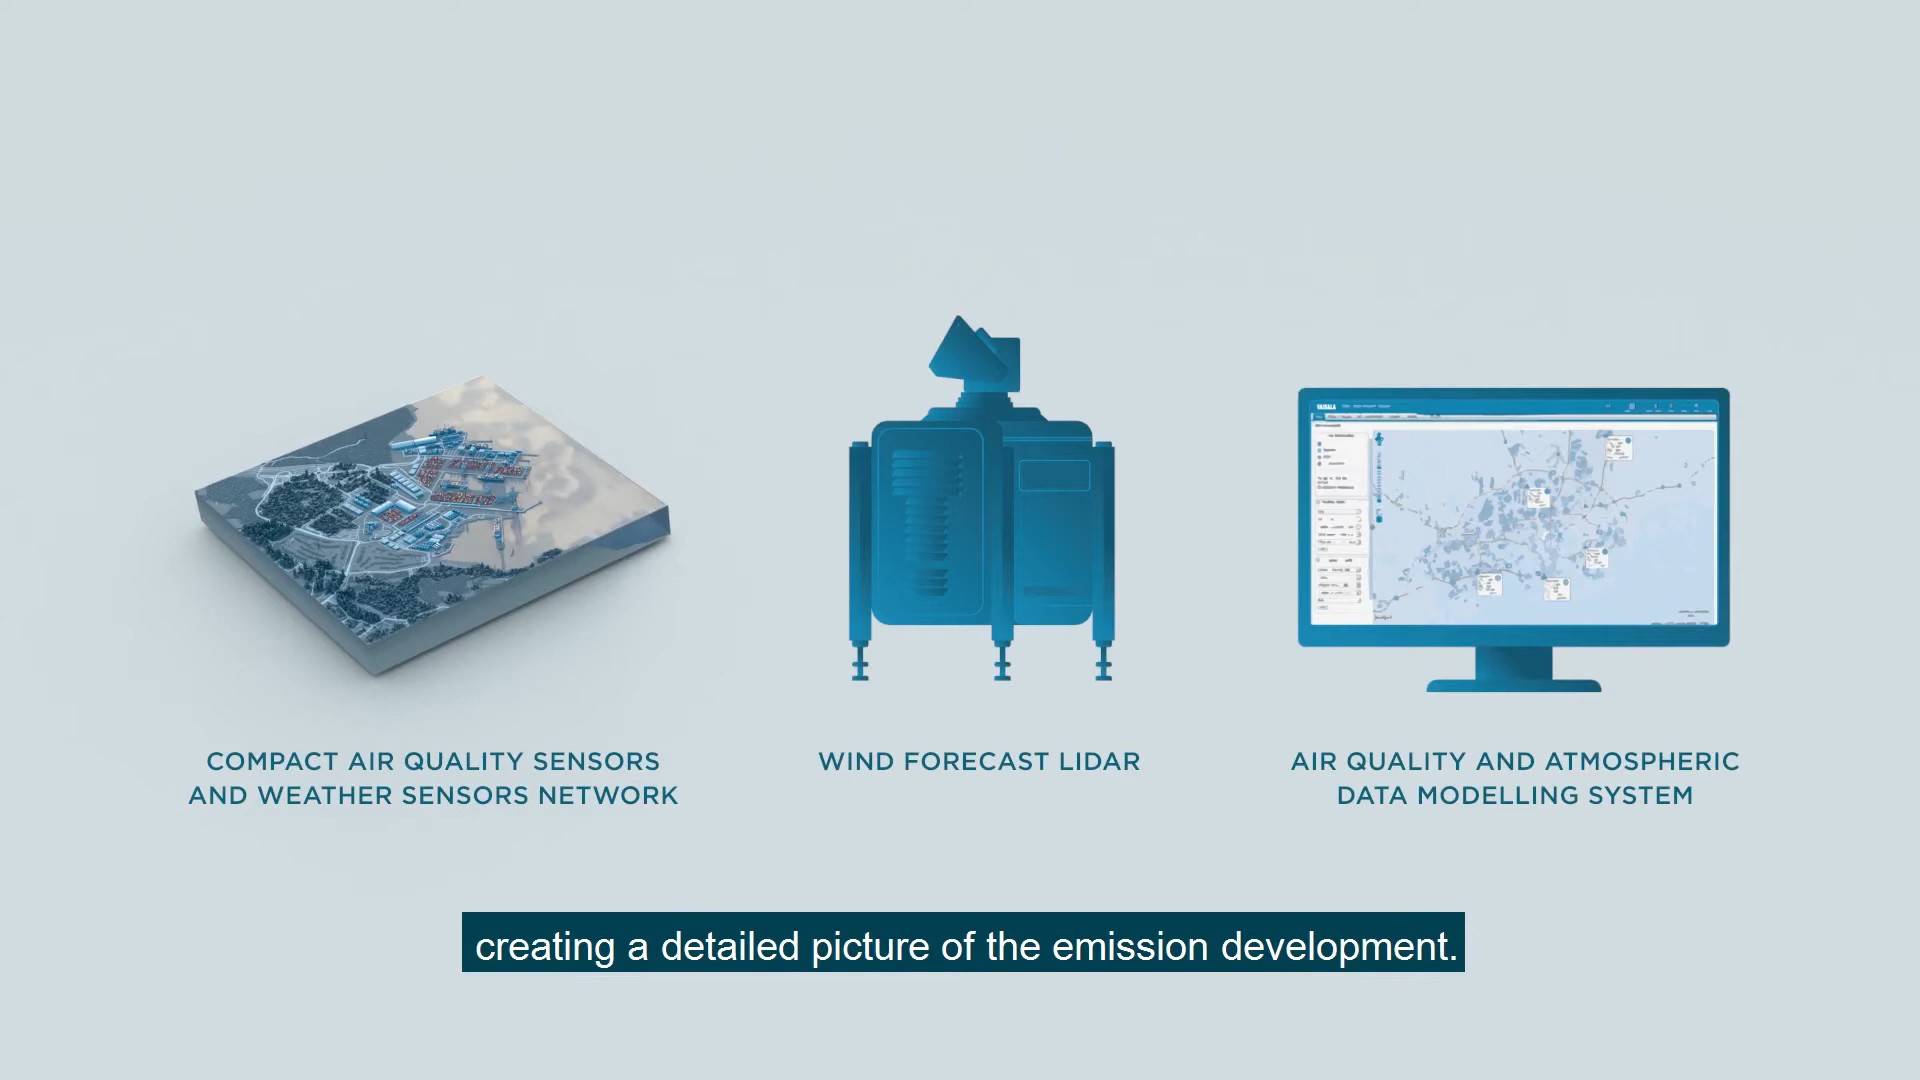 VAISALA
COMPACT AIR QUALITY SENSORS
AND WEATHER SENSORS NETWORK
WIND FORECAST LIDAR
AIR QUALITY AND ATMOSPHERIC
DATA MODELLING SYSTEM
creating a detailed picture of the emission development.